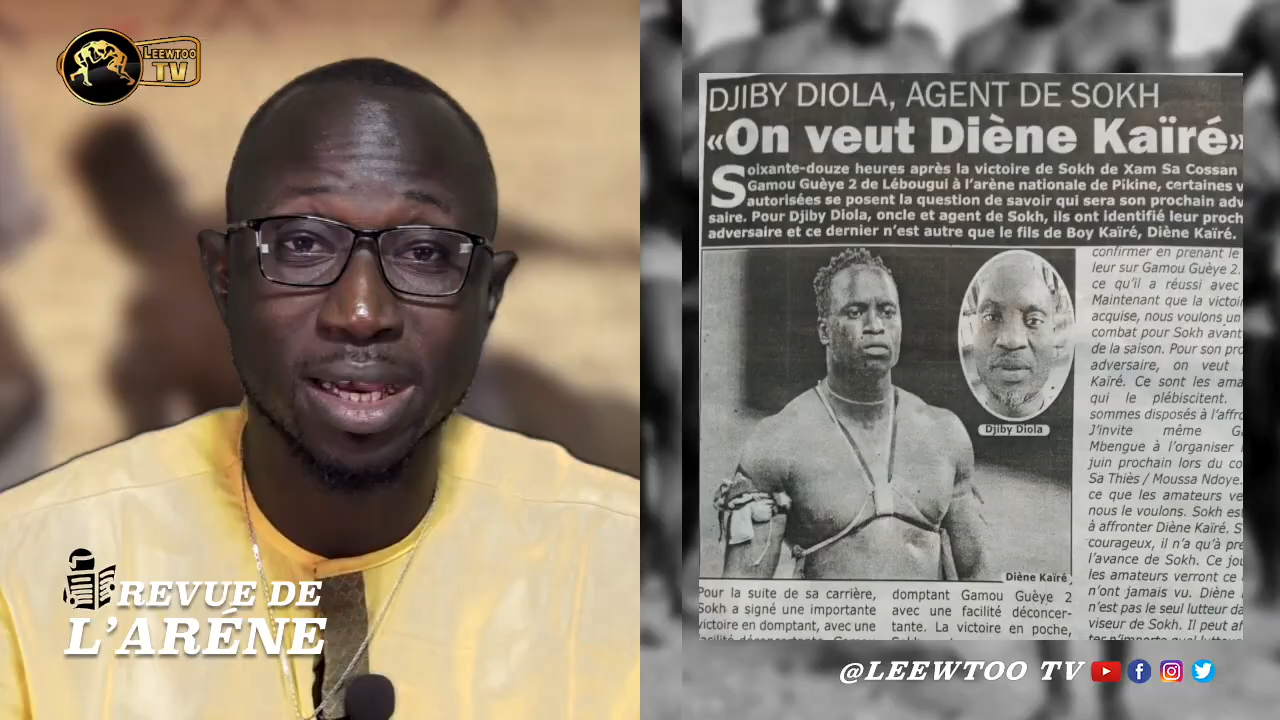 LEEWTOO
TV
REVUE DE
L'ARÉNE
DJIBY DIOLA, AGENT DE SOKH
«On veut Diène Kaïré»
Soixante-douze heures après la victoire de Sokh de Xam Sa Cossan
Gamou Guèye 2 de Lébougui à l'arène nationale de Pikine, certaines v
autorisées se posent la question de savoir qui sera son prochain adv
saire. Pour Djiby Diola, oncle et agent de Sokh, ils ont identifié leur proch
adversaire et ce dernier n'est autre que le fils de Boy Kaïré, Diène Kaïré.
Djiby Diola
Diène Kaïré
Pour la suite de sa carrière,
Sokh a signé une importante
victoire en domptant, avec une
facilité déconcertante, Gamou
domptant Gamou Guèye 2
avec une facilité déconcer-
tante. La victoire en poche,
confirmer en prenant le
leur sur Gamou Guèye 2.
ce qu'il a réussi avec
Maintenant que la victoi
acquise, nous voulons un
combat pour Sokh avant
de la saison. Pour son pro
adversaire, on veut
Kaïré. Ce sont les ama
qui le plébiscitent.
sommes disposés à l'affro
J'invite même G
Mbengue à l'organiser
juin prochain lors du co
Sa Thiès / Moussa Ndoye.
ce que les amateurs ve
nous le voulons. Sokh est
à affronter Diène Kaïré. S
courageux, il n'a qu'à pre
l'avance de Sokh. Ce jou
les amateurs verront ce
n'ont jamais vu. Diène
n'est pas le seul lutteur da
viseur de Sokh. Il peut af
ter n'importe quel lutteu
@LEEWTOO TV